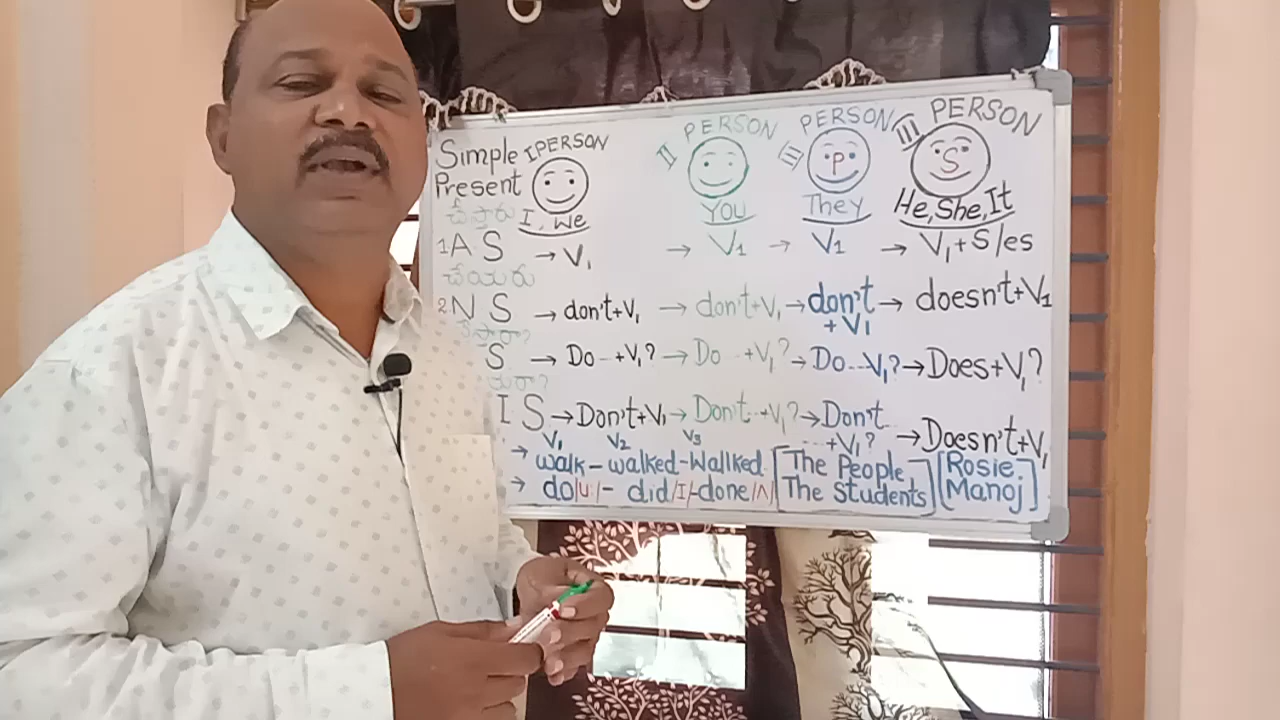 Simple I PERSON II PERSON III PERSON III PERSON
Present P S
చేస్తారు I, We YOU They He, She, It
1 A S → V1 → V1 → V1 → V1+S/es
చేయరు
2 N S → don't+V1 → don't+V1 → don't+V1 → doesn't+V1
S → Do...+V1? → Do...+V1? → Do...V1? → Does+V1?
I S → Don't+V1 → Don't...+V1? → Don't...+V1? → Doesn't+V1
V1 V2 V3
→ walk – walked – Wallked [The People] [Rosie]
→ do/u:/– did/I/–done/ʌ/ [The Students] [Manoj]